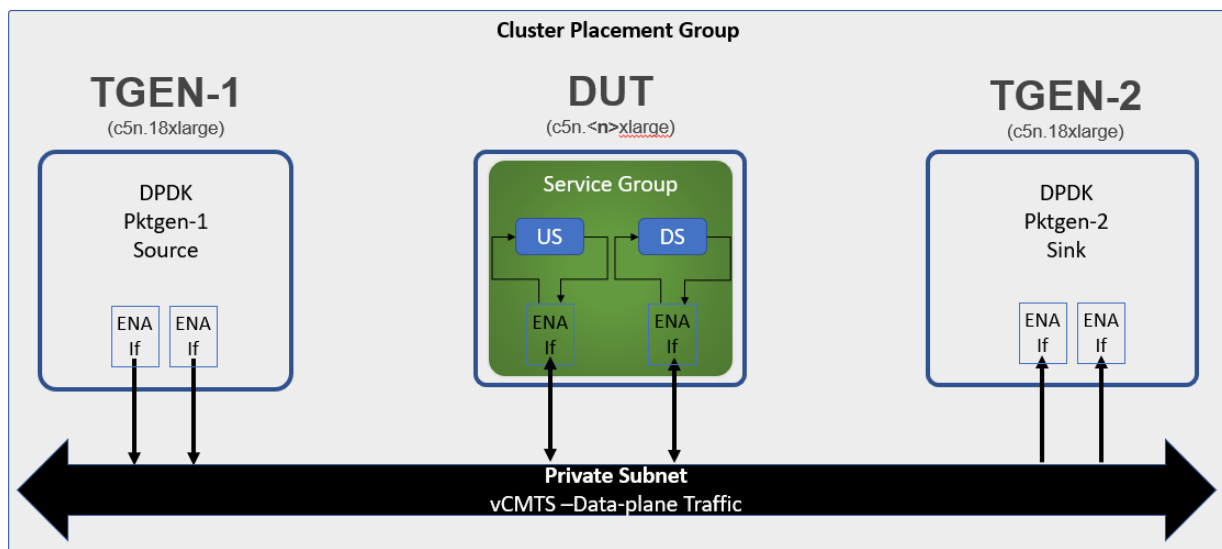 Cluster Placement Group
TGEN-1
(c5n.18xlarge)
DUT
(c5n.<n>xlarge)
TGEN-2
(c5n.18xlarge)
DPDK
Pktgen-1
Source
ENA
If
ENA
If
Service Group
US
DS
ENA
If
ENA
If
DPDK
Pktgen-2
Sink
ENA
If
ENA
If
Private Subnet
vCMTS –Data-plane Traffic